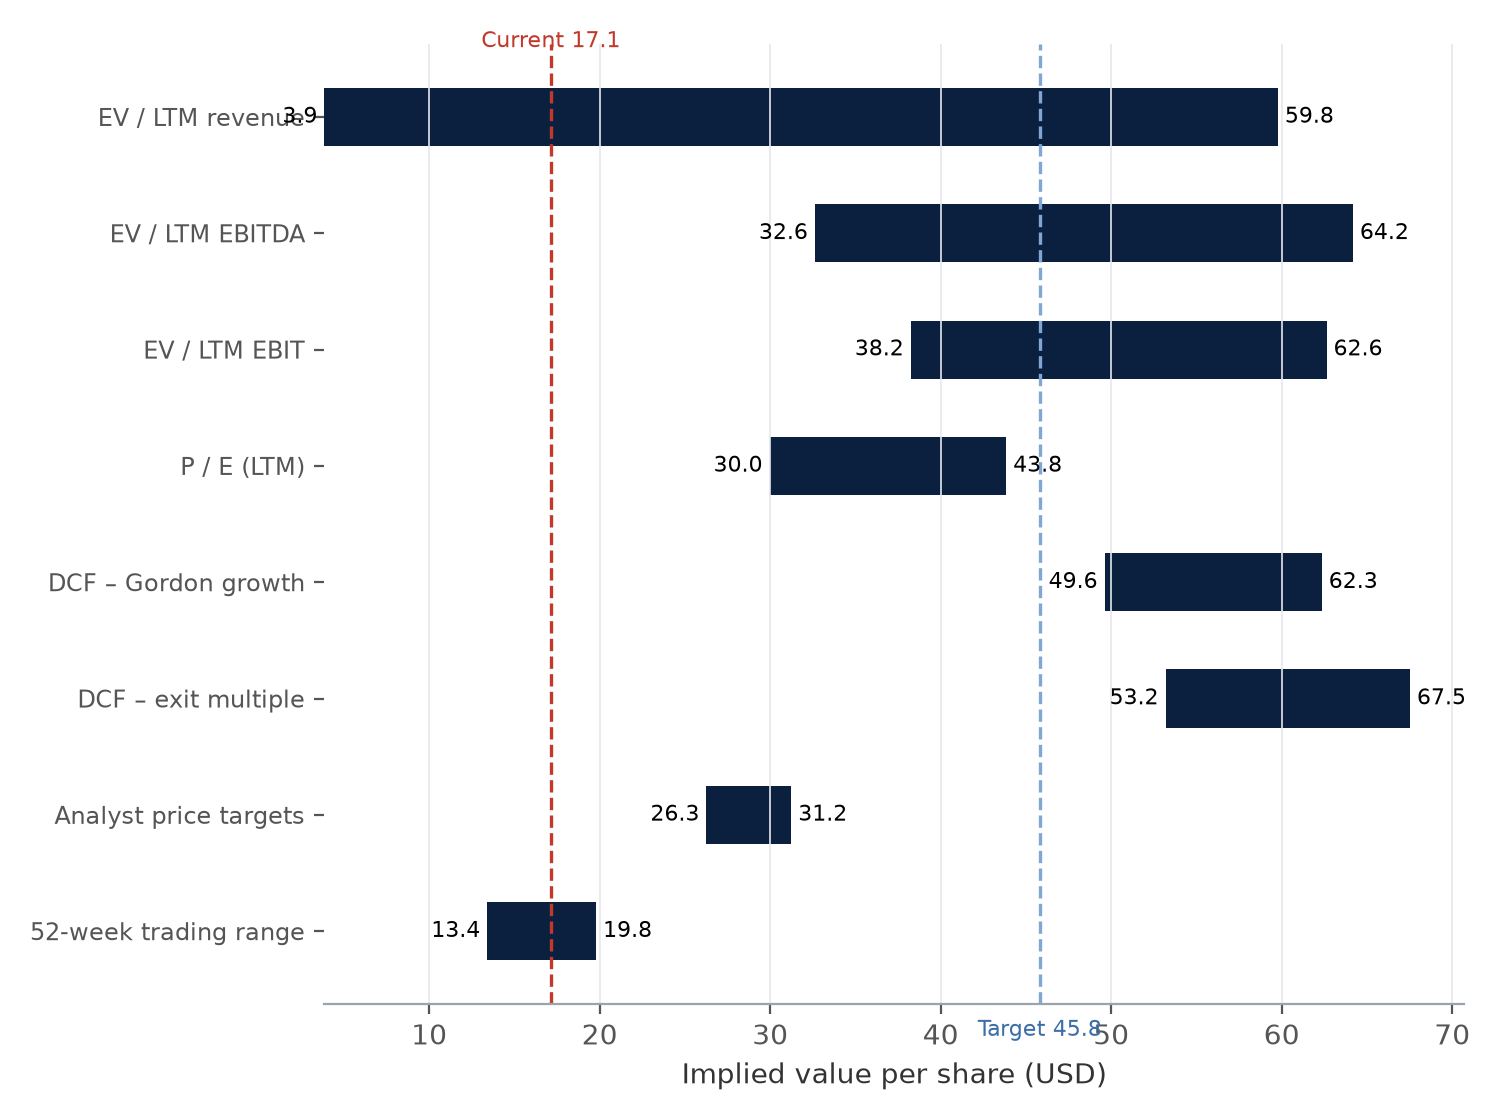 Current 17.1
EV / LTM revenue 3.9 59.8
EV / LTM EBITDA 32.6 64.2
EV / LTM EBIT 38.2 62.6
P / E (LTM) 30.0 43.8
DCF – Gordon growth 49.6 62.3
DCF – exit multiple 53.2 67.5
Analyst price targets 26.3 31.2
52-week trading range 13.4 19.8
Target 45.8
10 20 30 40 50 60 70
Implied value per share (USD)